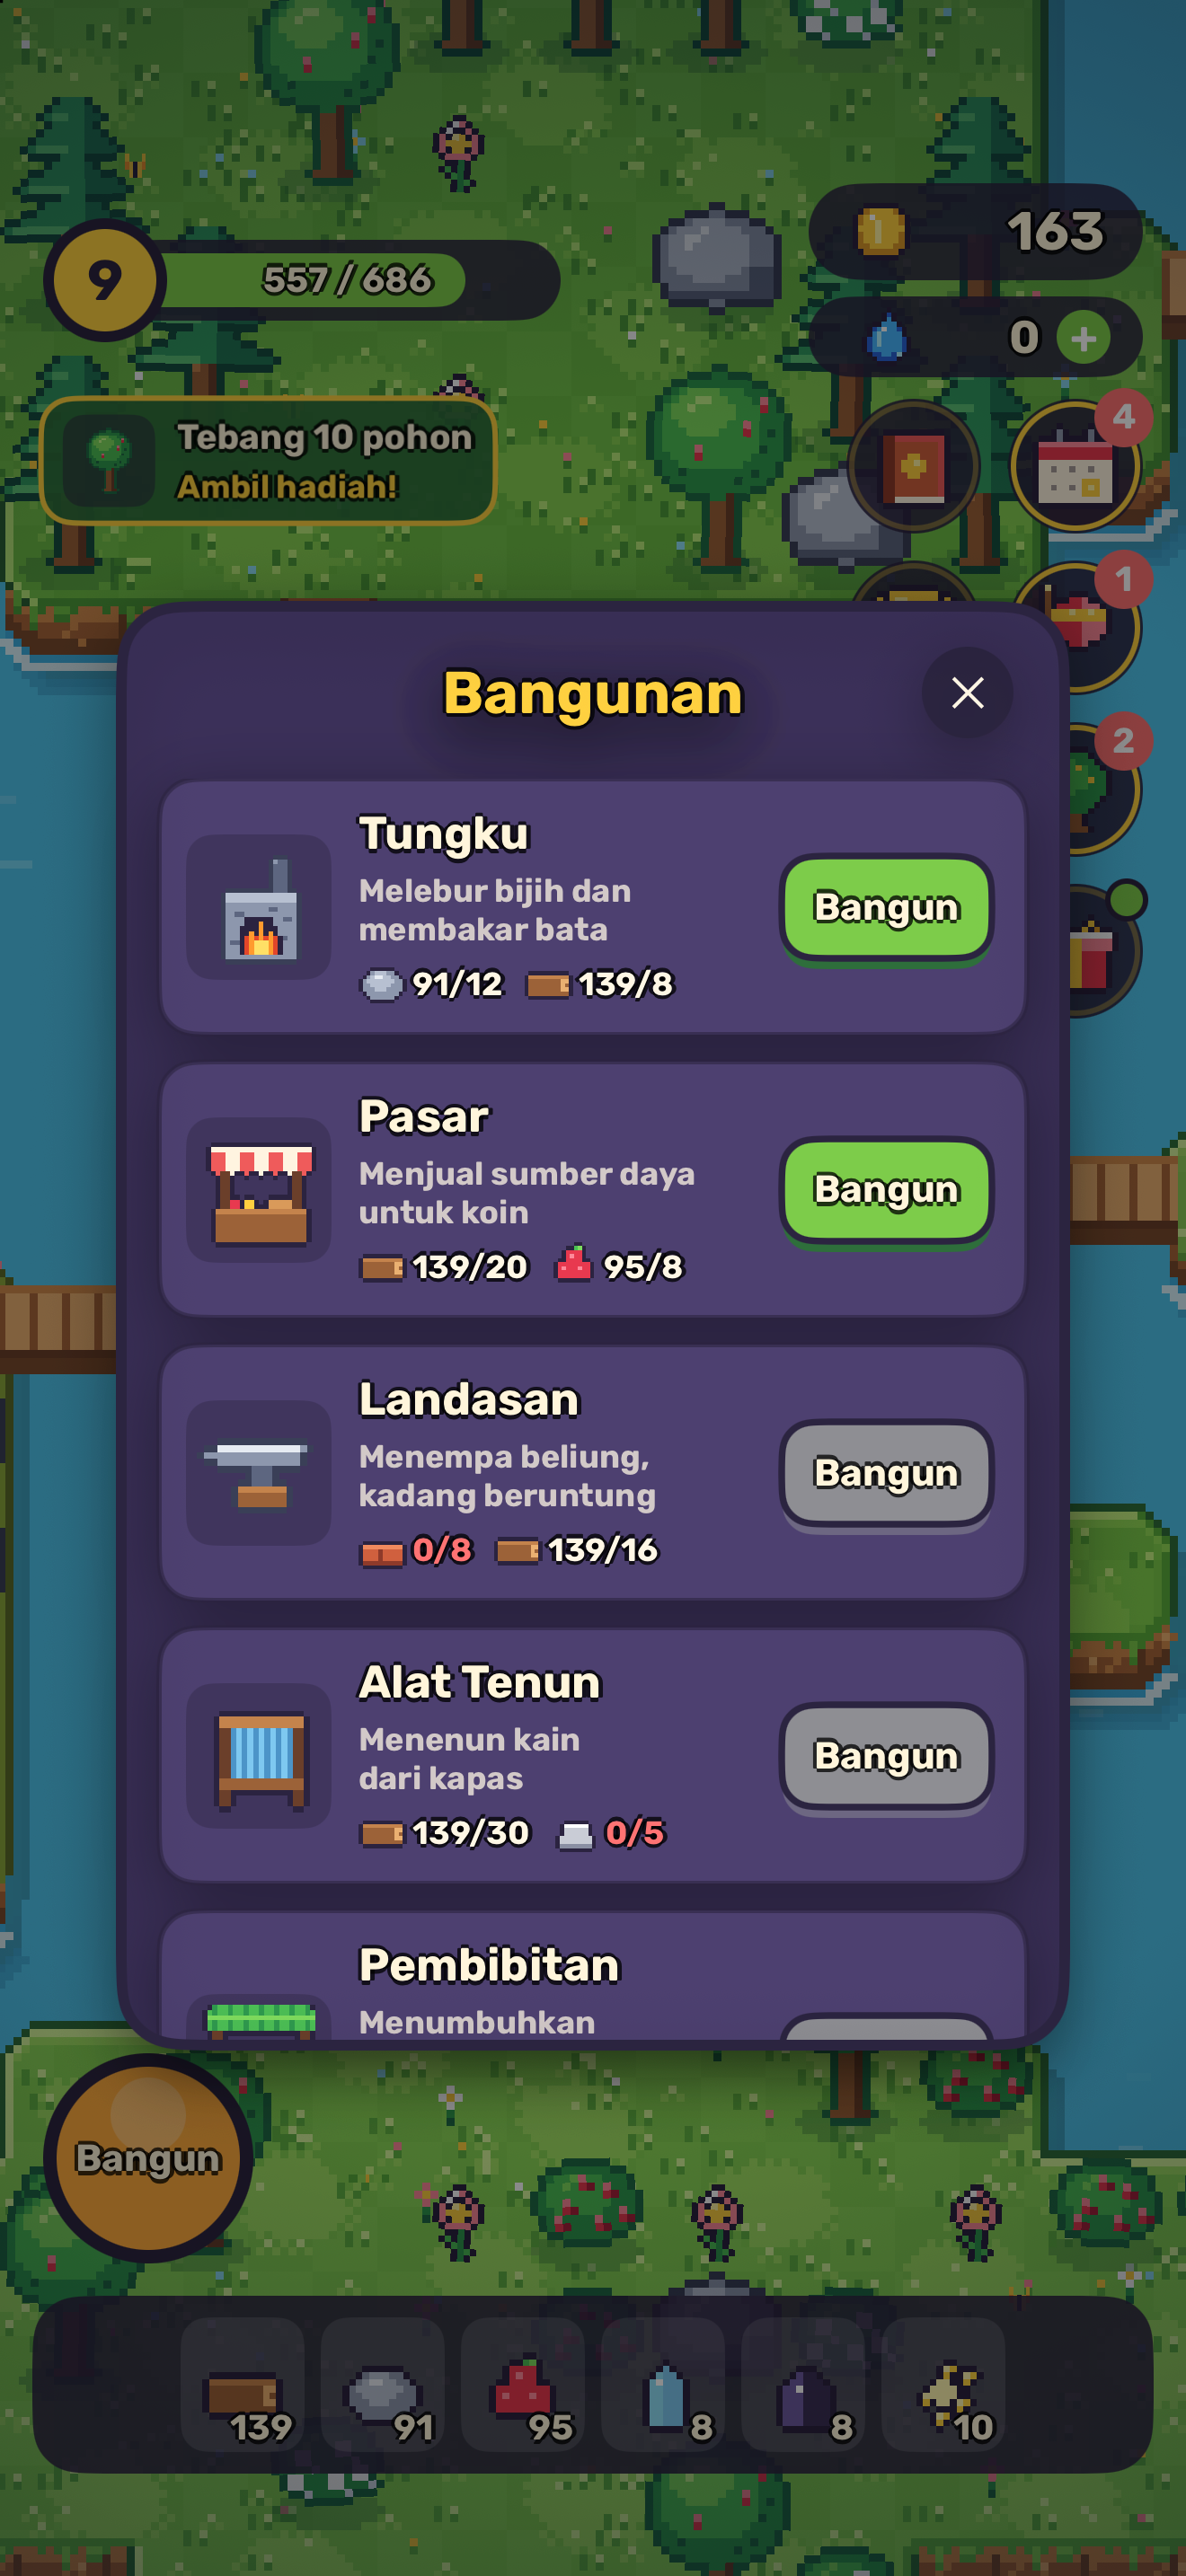 163
9
557 / 686
0 +
Tebang 10 pohon
Ambil hadiah!
4
1
2
Bangunan
Tungku
Melebur bijih dan
membakar bata
91/12 139/8
Bangun
Pasar
Menjual sumber daya
untuk koin
139/20 95/8
Bangun
Landasan
Menempa beliung,
kadang beruntung
0/8 139/16
Bangun
Alat Tenun
Menenun kain
dari kapas
139/30 0/5
Bangun
Pembibitan
Menumbuhkan
Bangun
139 91 95 8 8 10